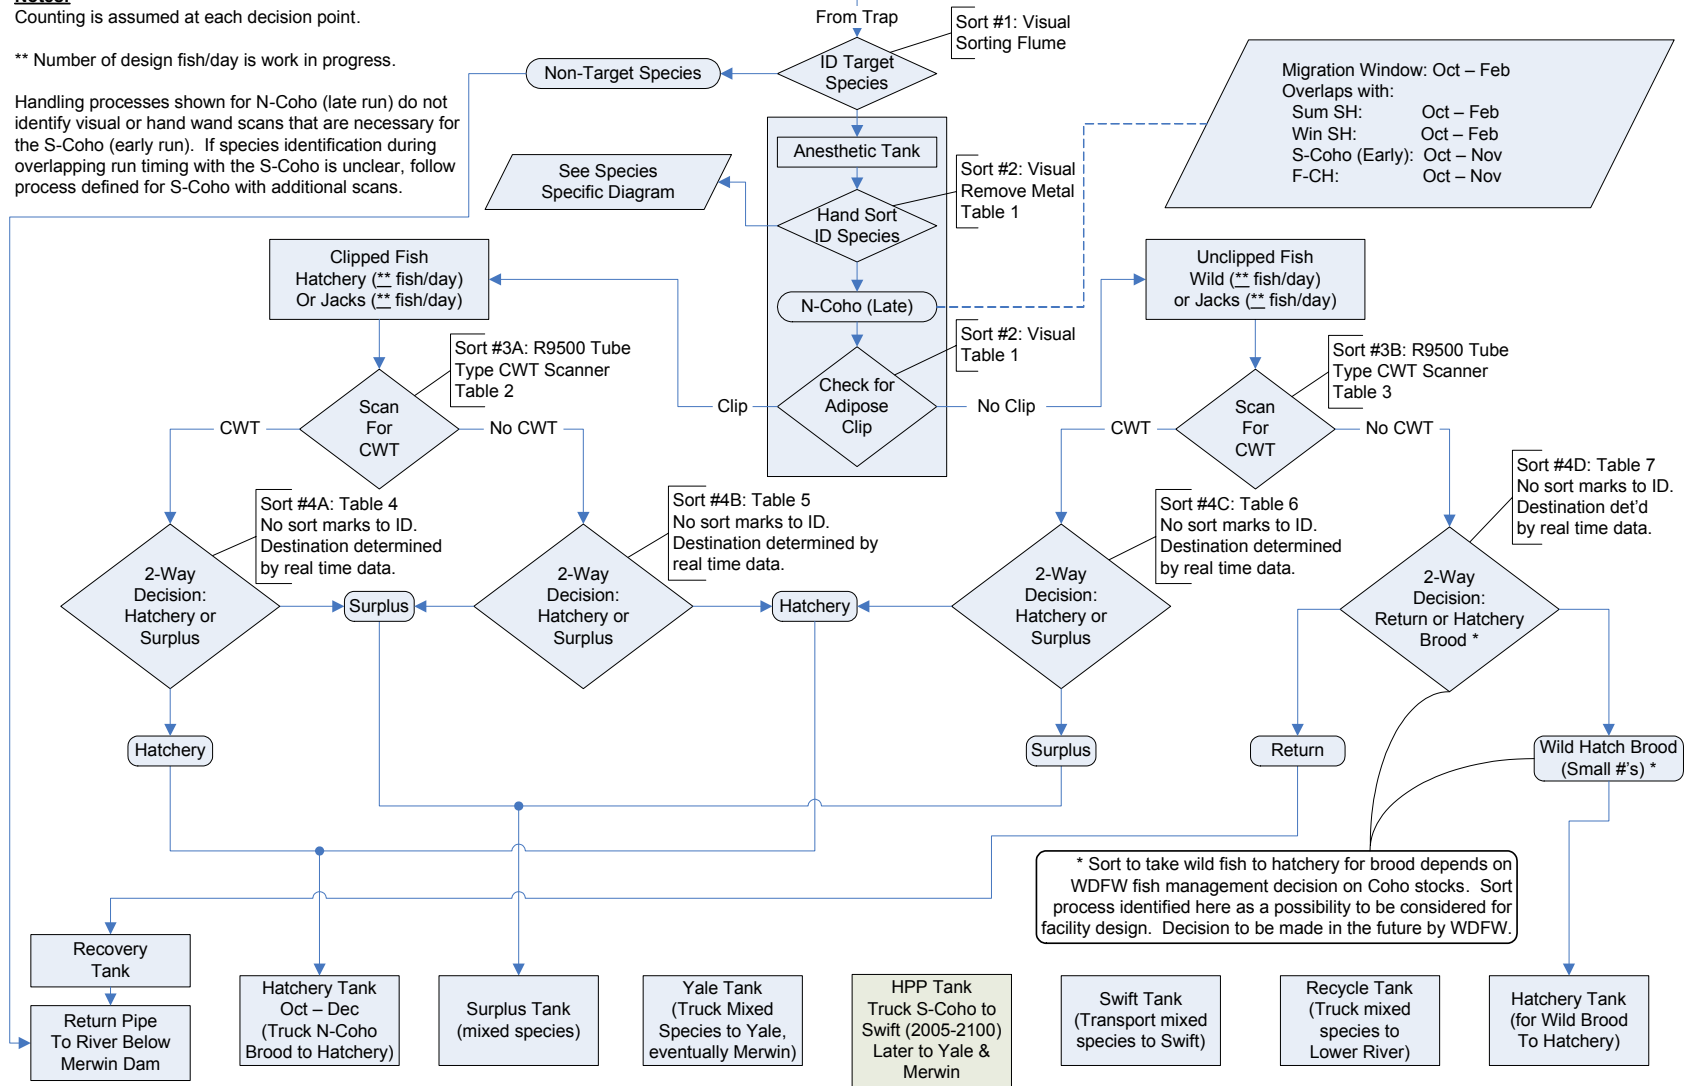 Notes:
Counting is assumed at each decision point.
** Number of design fish/day is work in progress.
Handling processes shown for N-Coho (late run) do not
identify visual or hand wand scans that are necessary for
the S-Coho (early run).  If species identification during
overlapping run timing with the S-Coho is unclear, follow
process defined for S-Coho with additional scans.
From Trap
Sort #1: Visual
Sorting Flume
ID Target
Species
Non-Target Species
Migration Window: Oct – Feb
Overlaps with:
Sum SH: Oct – Feb
Win SH: Oct – Feb
S-Coho (Early): Oct – Nov
F-CH: Oct – Nov
Anesthetic Tank
See Species
Specific Diagram
Sort #2: Visual
Remove Metal
Table 1
Hand Sort
ID Species
Clipped Fish
Hatchery (** fish/day)
Or Jacks (** fish/day)
N-Coho (Late)
Unclipped Fish
Wild (** fish/day)
or Jacks (** fish/day)
Sort #2: Visual
Table 1
Check for
Adipose
Clip
Clip
No Clip
Sort #3A: R9500 Tube
Type CWT Scanner
Table 2
Scan
For
CWT
CWT
No CWT
Sort #3B: R9500 Tube
Type CWT Scanner
Table 3
Scan
For
CWT
CWT
No CWT
Sort #4A: Table 4
No sort marks to ID.
Destination determined
by real time data.
Sort #4B: Table 5
No sort marks to ID.
Destination determined by
real time data.
Sort #4C: Table 6
No sort marks to ID.
Destination determined
by real time data.
Sort #4D: Table 7
No sort marks to ID.
Destination det'd
by real time data.
2-Way
Decision:
Hatchery or
Surplus
Surplus
2-Way
Decision:
Hatchery or
Surplus
Hatchery
2-Way
Decision:
Hatchery or
Surplus
2-Way
Decision:
Return or Hatchery
Brood *
Hatchery
Surplus
Return
Wild Hatch Brood
(Small #'s) *
* Sort to take wild fish to hatchery for brood depends on
WDFW fish management decision on Coho stocks.  Sort
process identified here as a possibility to be considered for
facility design.  Decision to be made in the future by WDFW.
Recovery
Tank
Return Pipe
To River Below
Merwin Dam
Hatchery Tank
Oct – Dec
(Truck N-Coho
Brood to Hatchery)
Surplus Tank
(mixed species)
Yale Tank
(Truck Mixed
Species to Yale,
eventually Merwin)
HPP Tank
Truck S-Coho to
Swift (2005-2100)
Later to Yale &
Merwin
Swift Tank
(Transport mixed
species to Swift)
Recycle Tank
(Truck mixed
species to
Lower River)
Hatchery Tank
(for Wild Brood
To Hatchery)